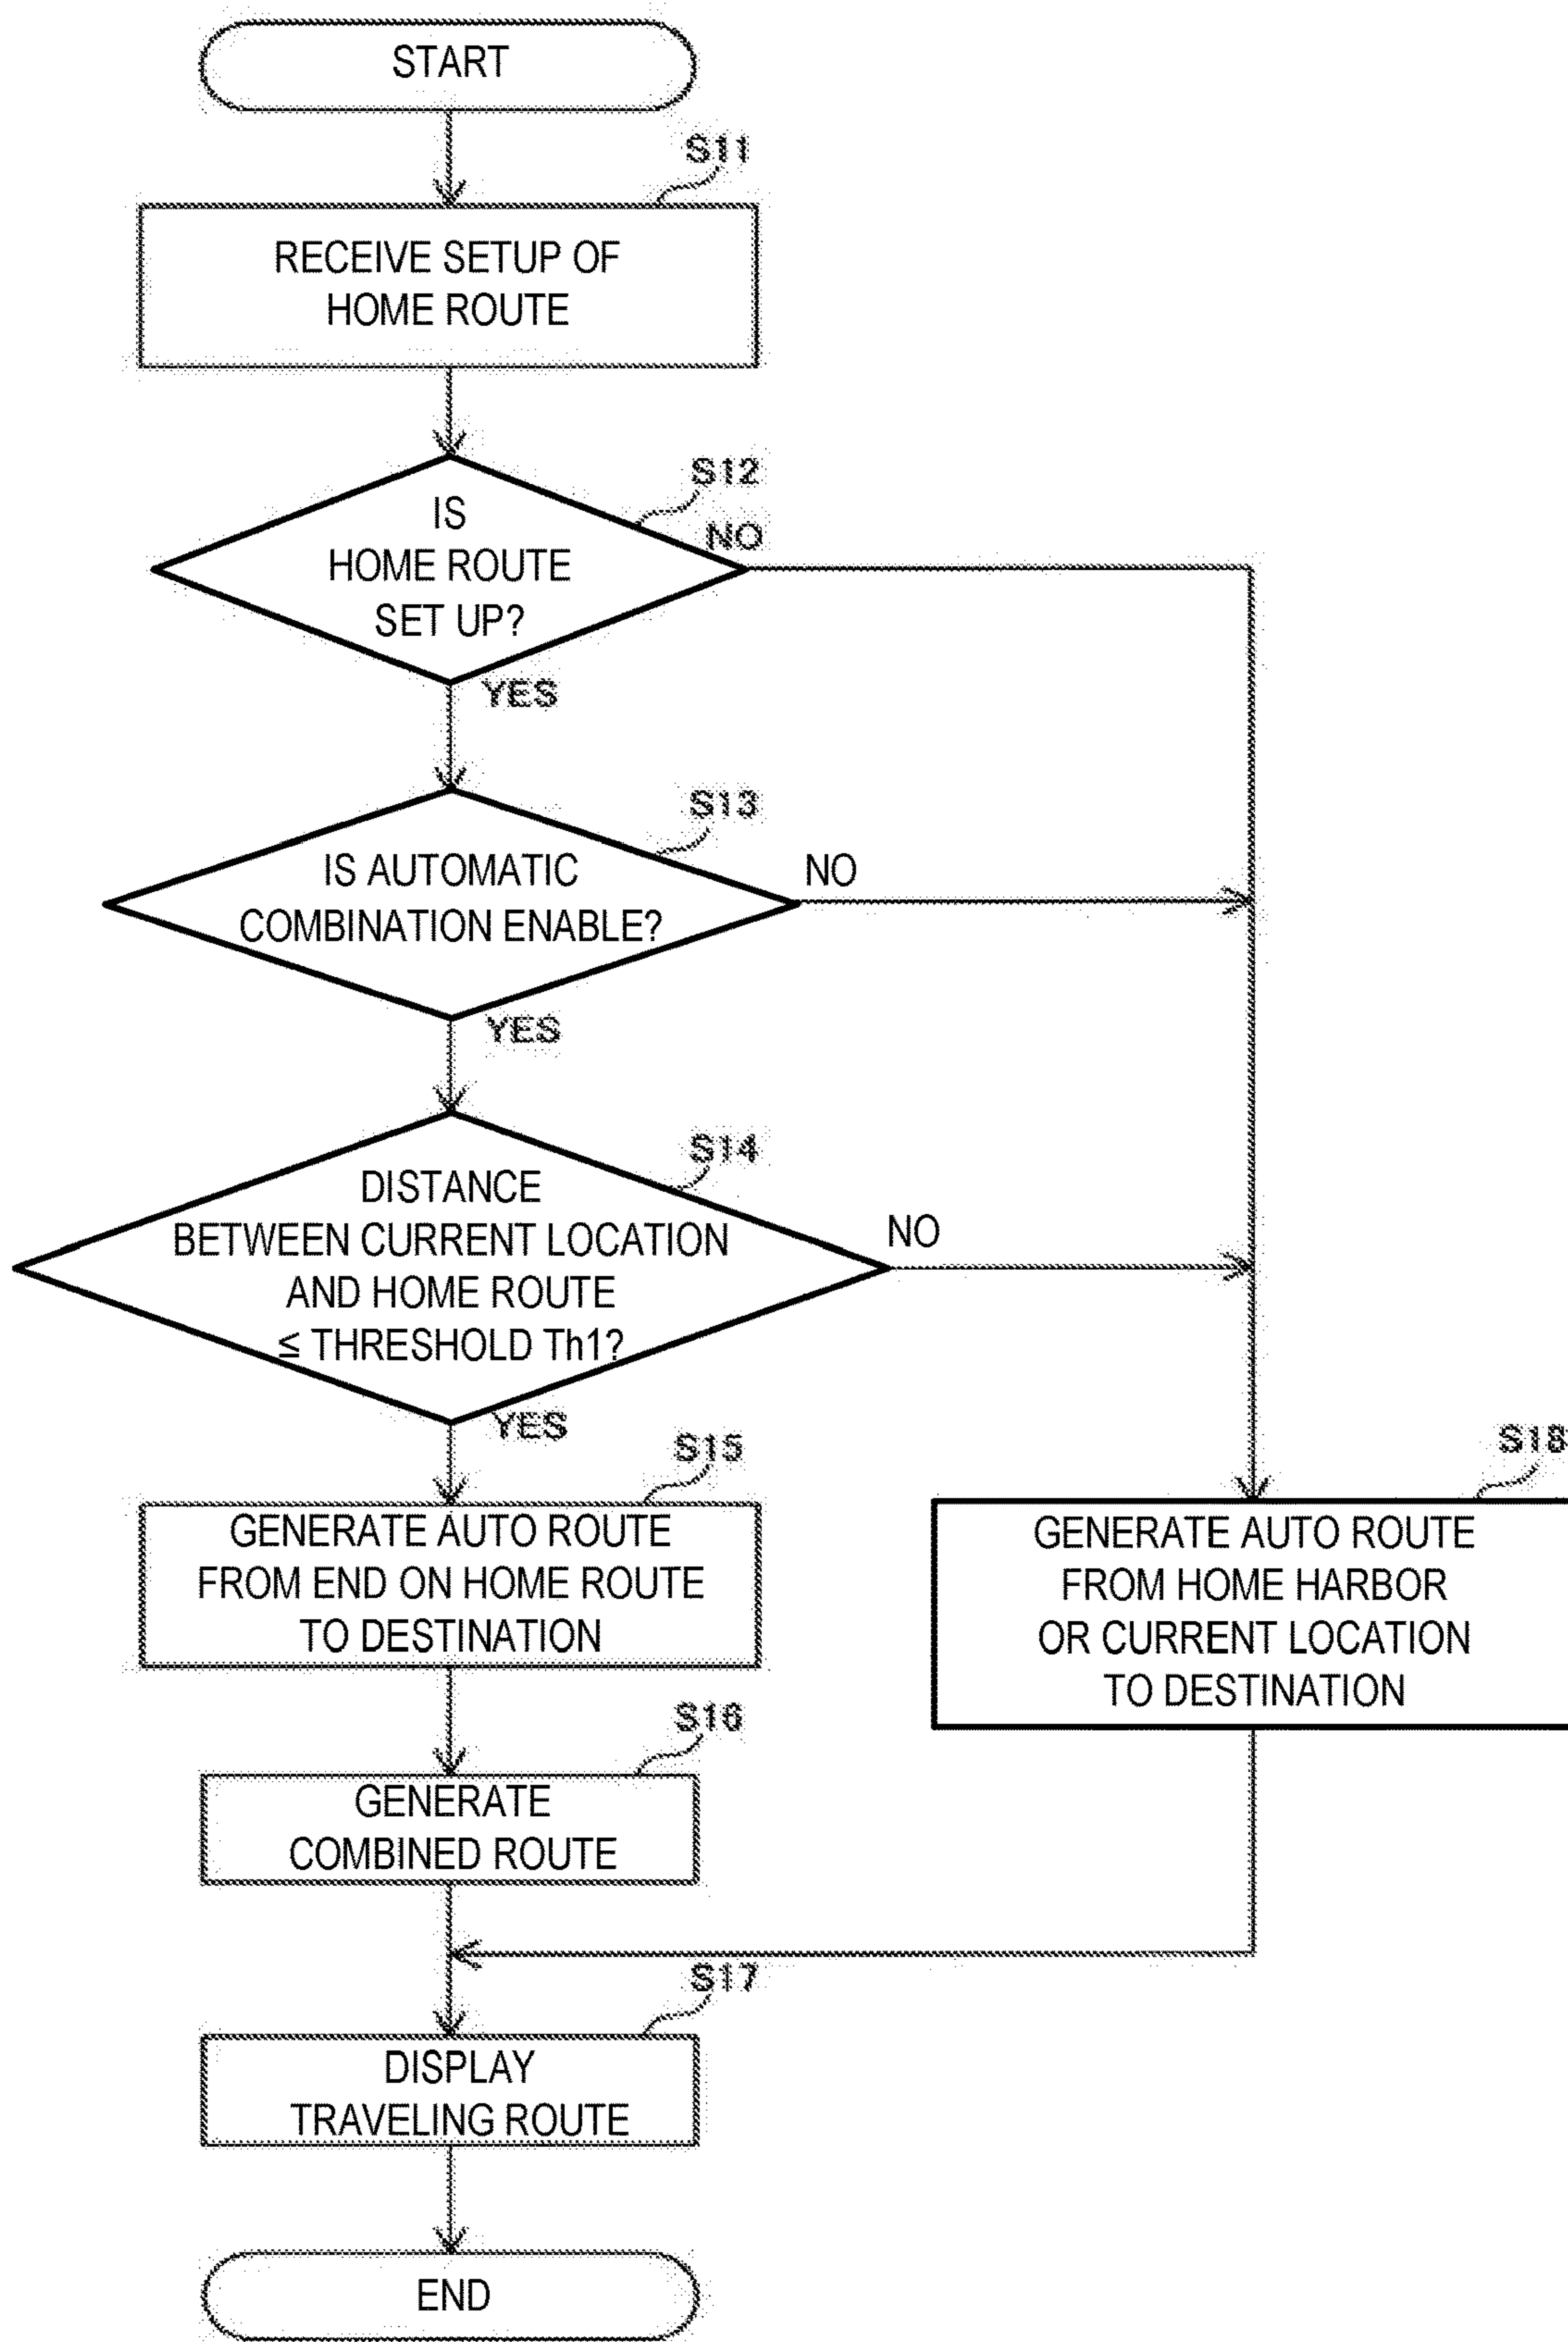 START
S11
RECEIVE SETUP OF
HOME ROUTE
S12
IS
HOME ROUTE
SET UP?
NO
YES
S13
IS AUTOMATIC
COMBINATION ENABLE?
NO
YES
S14
DISTANCE
BETWEEN CURRENT LOCATION
AND HOME ROUTE
≤ THRESHOLD Th1?
NO
YES
S15
GENERATE AUTO ROUTE
FROM END ON HOME ROUTE
TO DESTINATION
S18
GENERATE AUTO ROUTE
FROM HOME HARBOR
OR CURRENT LOCATION
TO DESTINATION
S16
GENERATE
COMBINED ROUTE
S17
DISPLAY
TRAVELING ROUTE
END